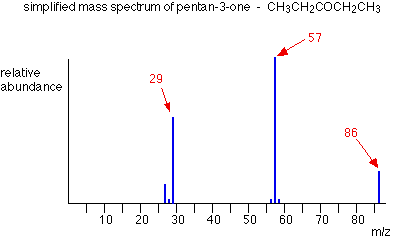 simplified mass spectrum of pentan-3-one - CH3CH2COCH2CH3
57
29
relative
abundance
86
10 20 30 40 50 60 70 80
m/z